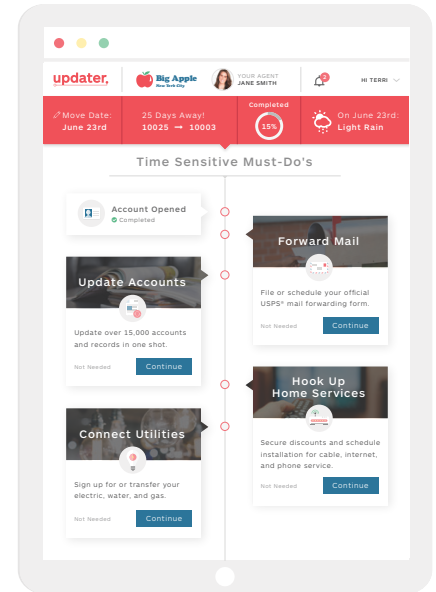 updater.
Big Apple
New York City
YOUR AGENT
JANE SMITH
2
HI TERRI
Move Date:
June 23rd
25 Days Away!
10025 → 10003
Completed
15%
On June 23rd:
Light Rain
Time Sensitive Must-Do's
Account Opened
Completed
Forward Mail
File or schedule your official
USPS® mail forwarding form.
Not Needed
Continue
Update Accounts
Update over 15,000 accounts
and records in one shot.
Not Needed
Continue
Hook Up
Home Services
Secure discounts and schedule
installation for cable, internet,
and phone service.
Not Needed
Continue
Connect Utilities
Sign up for or transfer your
electric, water, and gas.
Not Needed
Continue